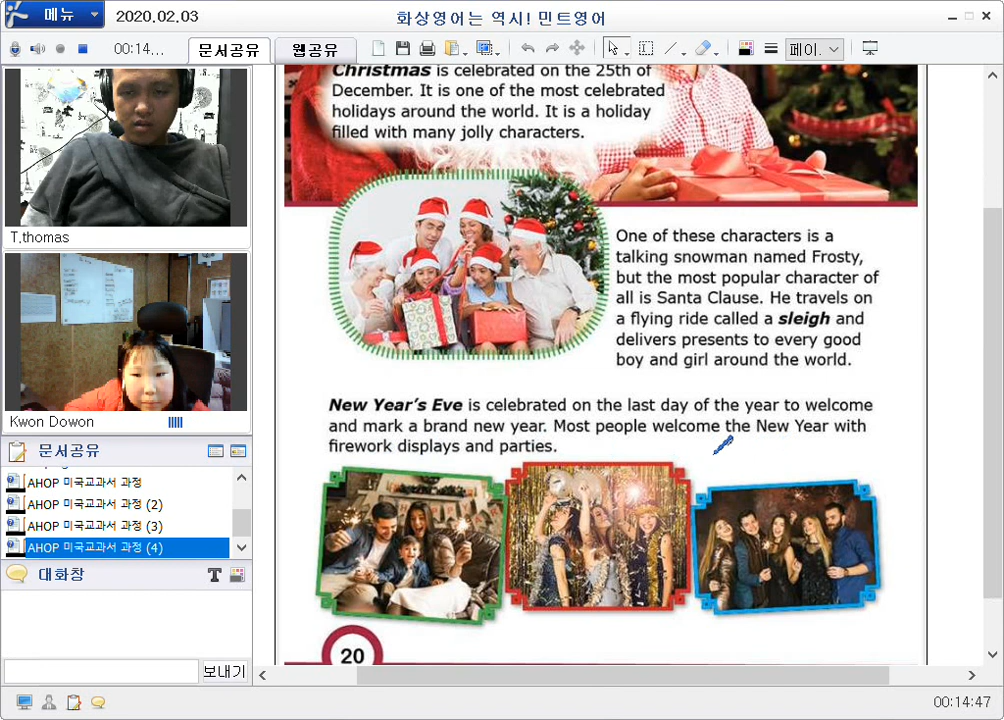 메뉴
2020.02.03
화상영어는 역시! 민트영어
00:14...
문서공유
웹공유
페이.
Christmas is celebrated on the 25th of
December. It is one of the most celebrated
holidays around the world. It is a holiday
filled with many jolly characters.
T.thomas
One of these characters is a
talking snowman named Frosty,
but the most popular character of
all is Santa Clause. He travels on
a flying ride called a sleigh and
delivers presents to every good
boy and girl around the world.
Kwon Dowon
New Year's Eve is celebrated on the last day of the year to welcome
and mark a brand new year. Most people welcome the New Year with
firework displays and parties.
문서공유
AHOP 미국교과서 과정
AHOP 미국교과서 과정 (2)
AHOP 미국교과서 과정 (3)
AHOP 미국교과서 과정 (4)
대화창
T
20
보내기
00:14:47